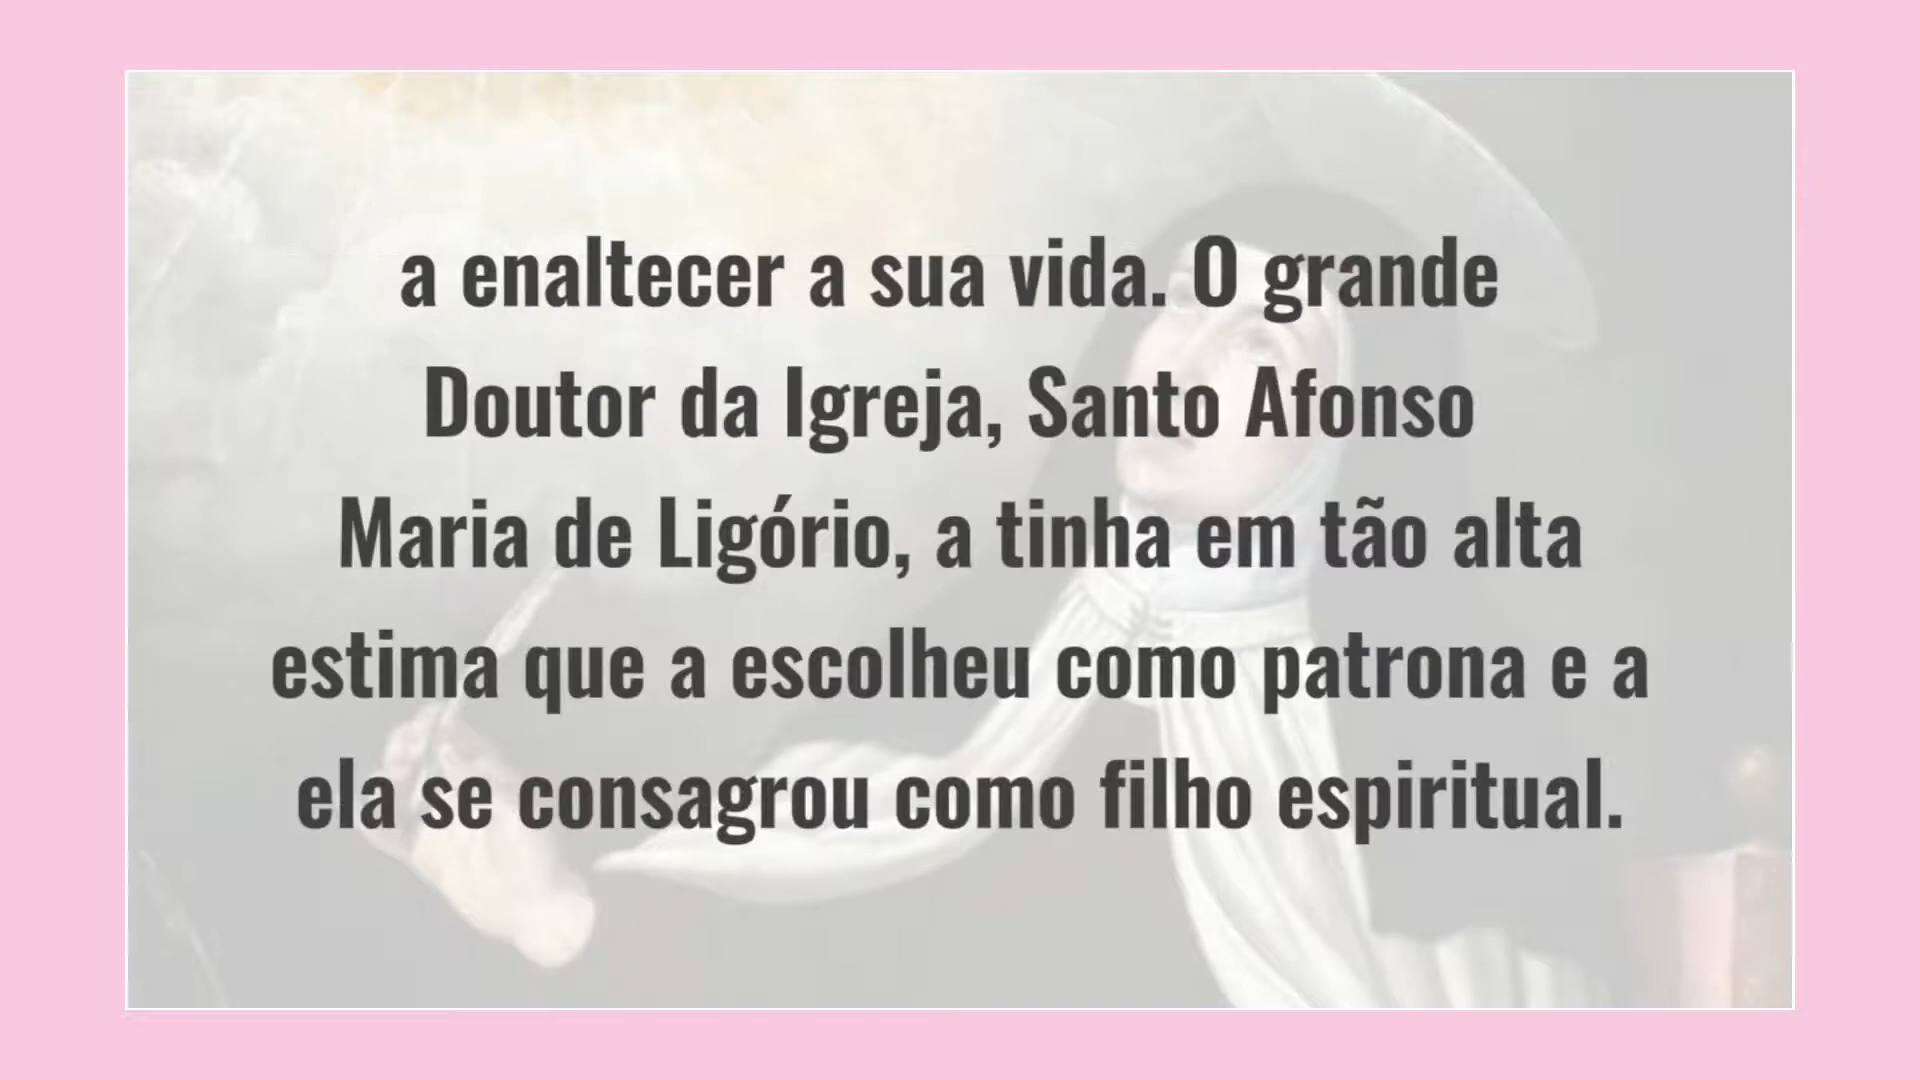 a enaltecer a sua vida. O grande
Doutor da Igreja, Santo Afonso
Maria de Ligório, a tinha em tão alta
estima que a escolheu como patrona e a
ela se consagrou como filho espiritual.